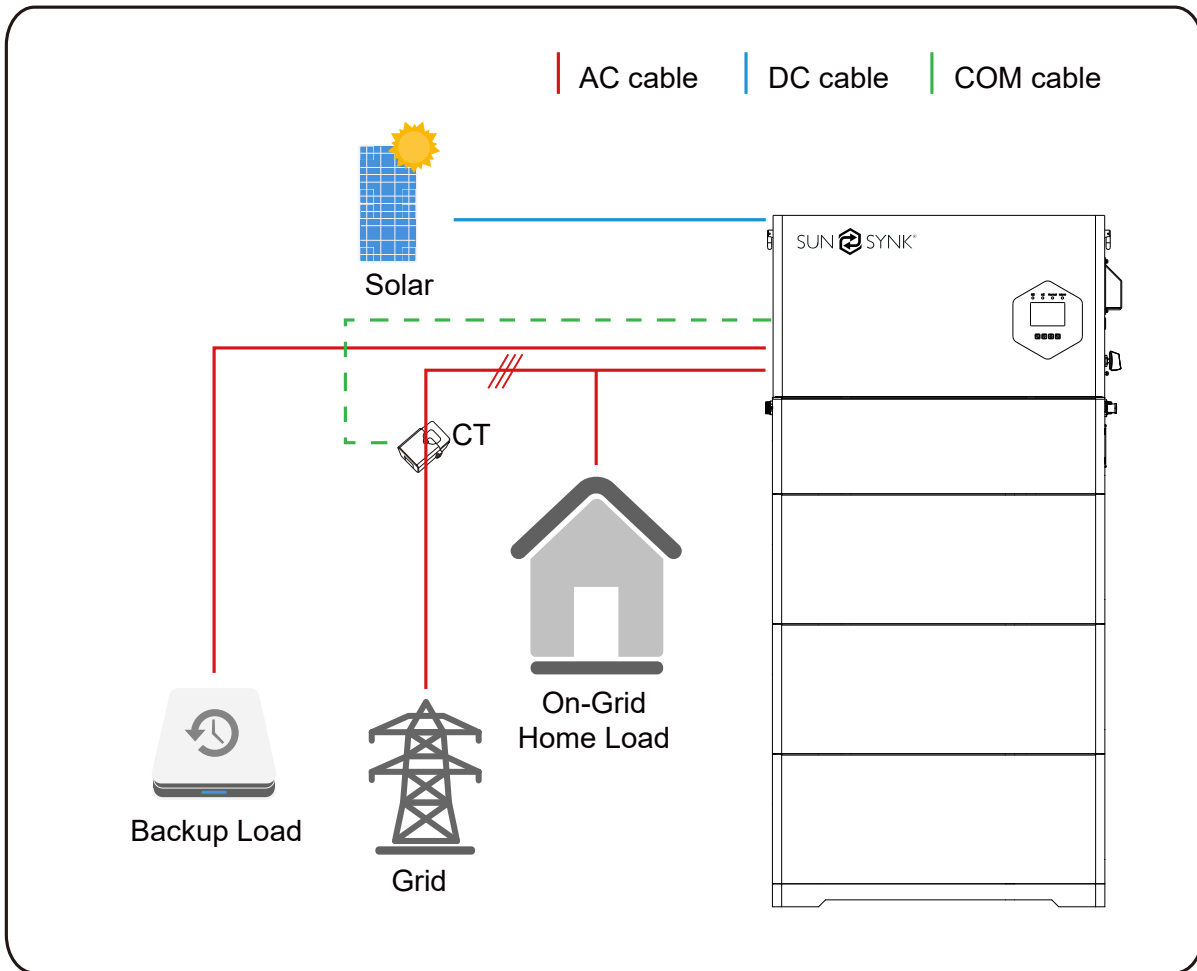 AC cable
DC cable
COM cable
SUN SYNK®
Solar
CT
On-Grid
Home Load
Backup Load
Grid